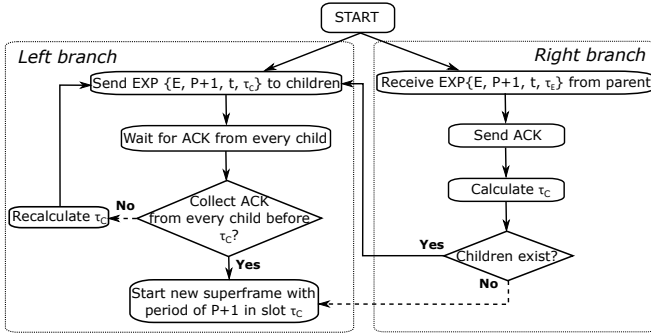 START
Left branch
Right branch
Send EXP {E, P+1, t, τC} to children
Receive EXP{E, P+1, t, τE} from parent
Wait for ACK from every child
Send ACK
Calculate τC
Collect ACK
from every child before
τC?
No
Recalculate τC
Yes
Children exist?
Yes
No
Start new superframe with
period of P+1 in slot τC